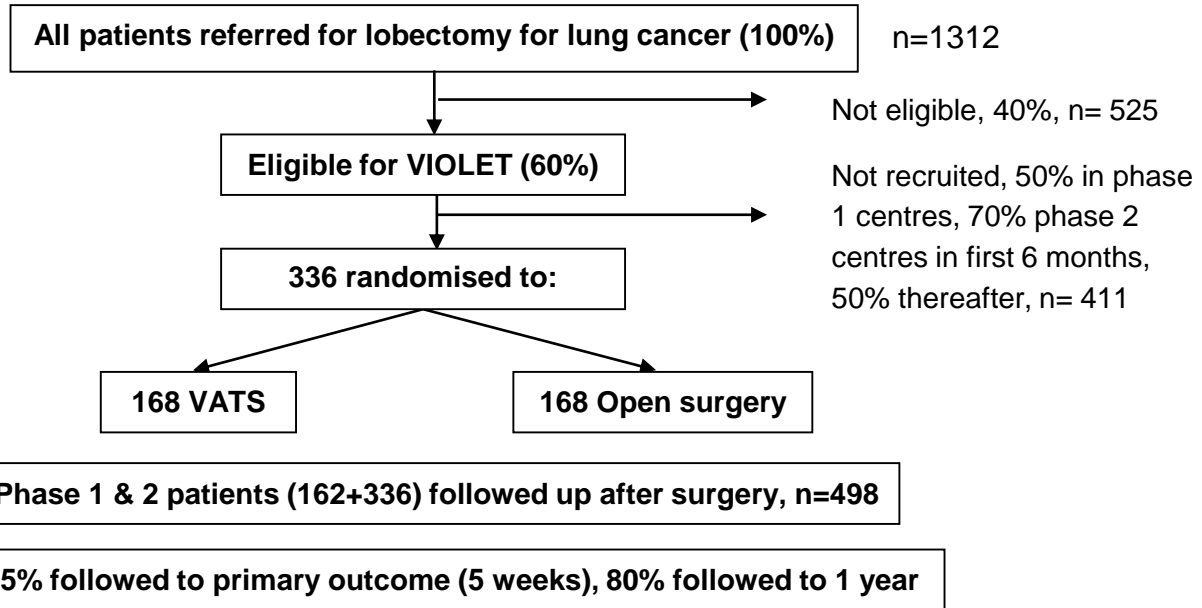 All patients referred for lobectomy for lung cancer (100%)
n=1312
Not eligible, 40%, n= 525
Eligible for VIOLET (60%)
Not recruited, 50% in phase
1 centres, 70% phase 2
centres in first 6 months,
50% thereafter, n= 411
336 randomised to:
168 VATS
168 Open surgery
Phase 1 & 2 patients (162+336) followed up after surgery, n=498
5% followed to primary outcome (5 weeks), 80% followed to 1 year